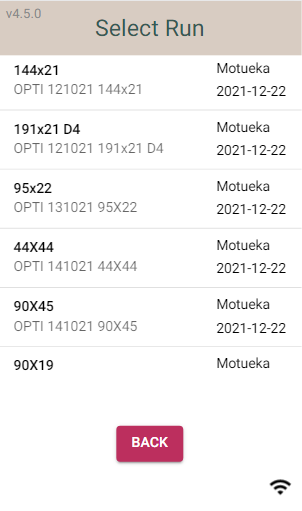 v4.5.0
Select Run
144x21
Motueka
OPTI 121021 144x21
2021-12-22
191x21 D4
Motueka
OPTI 121021 191x21 D4
2021-12-22
95x22
Motueka
OPTI 131021 95X22
2021-12-22
44X44
Motueka
OPTI 141021 44X44
2021-12-22
90X45
Motueka
OPTI 141021 90X45
2021-12-22
90X19
Motueka
BACK